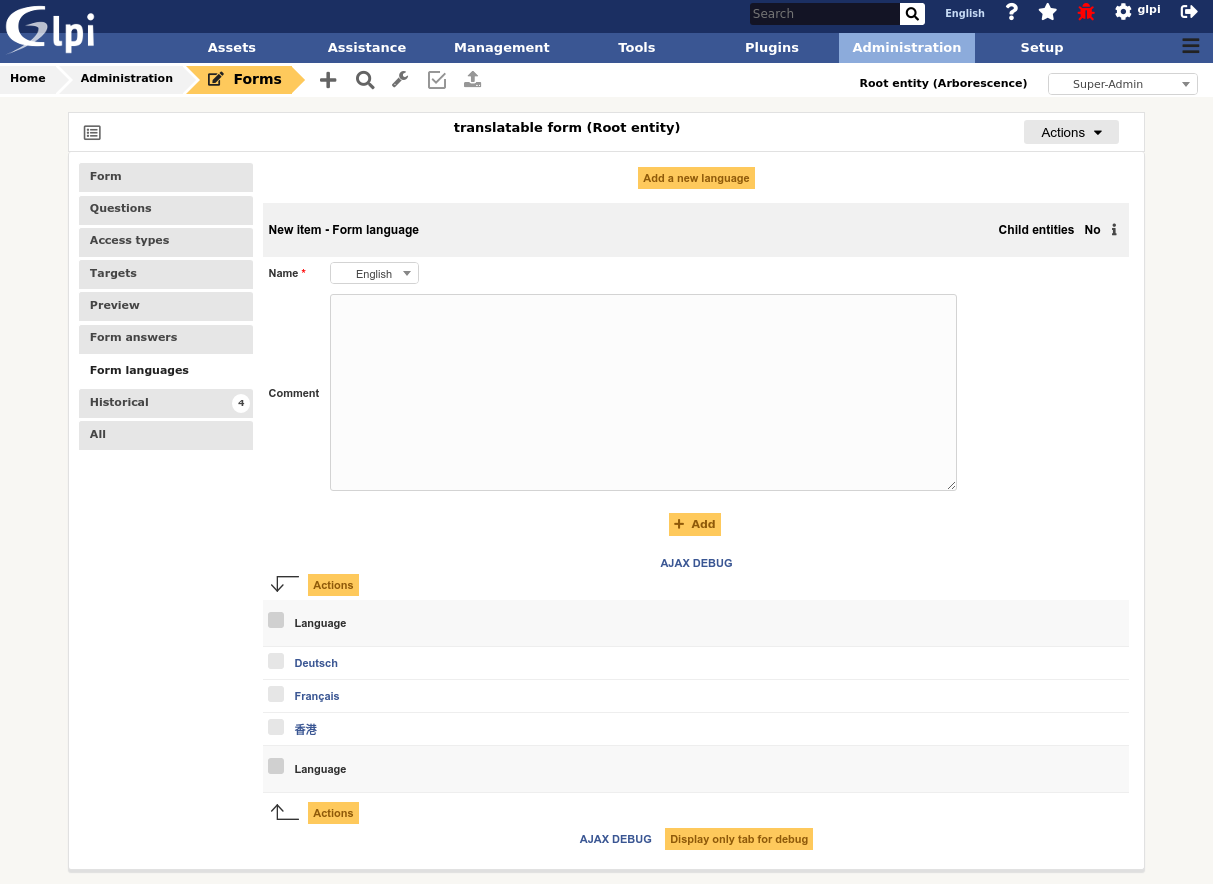 Glpi
Search
English
glpi
Assets
Assistance
Management
Tools
Plugins
Administration
Setup
Home
Administration
Forms
Root entity (Arborescence)
Super-Admin
translatable form (Root entity)
Actions
Form
Questions
Access types
Targets
Preview
Form answers
Form languages
Historical 4
All
Add a new language
New item - Form language
Child entities No
Name *
English
Comment
Add
AJAX DEBUG
Actions
Language
Deutsch
Français
香港
Language
Actions
AJAX DEBUG
Display only tab for debug